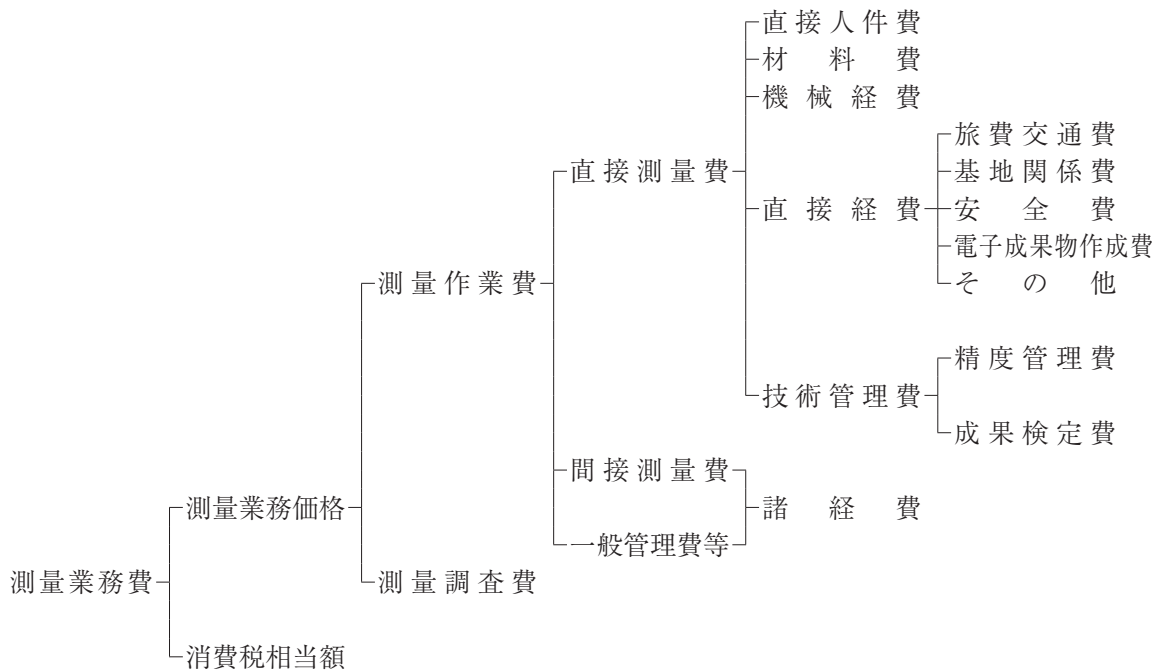 直接人件費
材料費
機械経費
旅費交通費
直接測量費
基地関係費
直接経費
安全費
電子成果物作成費
測量作業費
その他
精度管理費
技術管理費
成果検定費
間接測量費
測量業務価格
諸経費
一般管理費等
測量業務費
測量調査費
消費税相当額